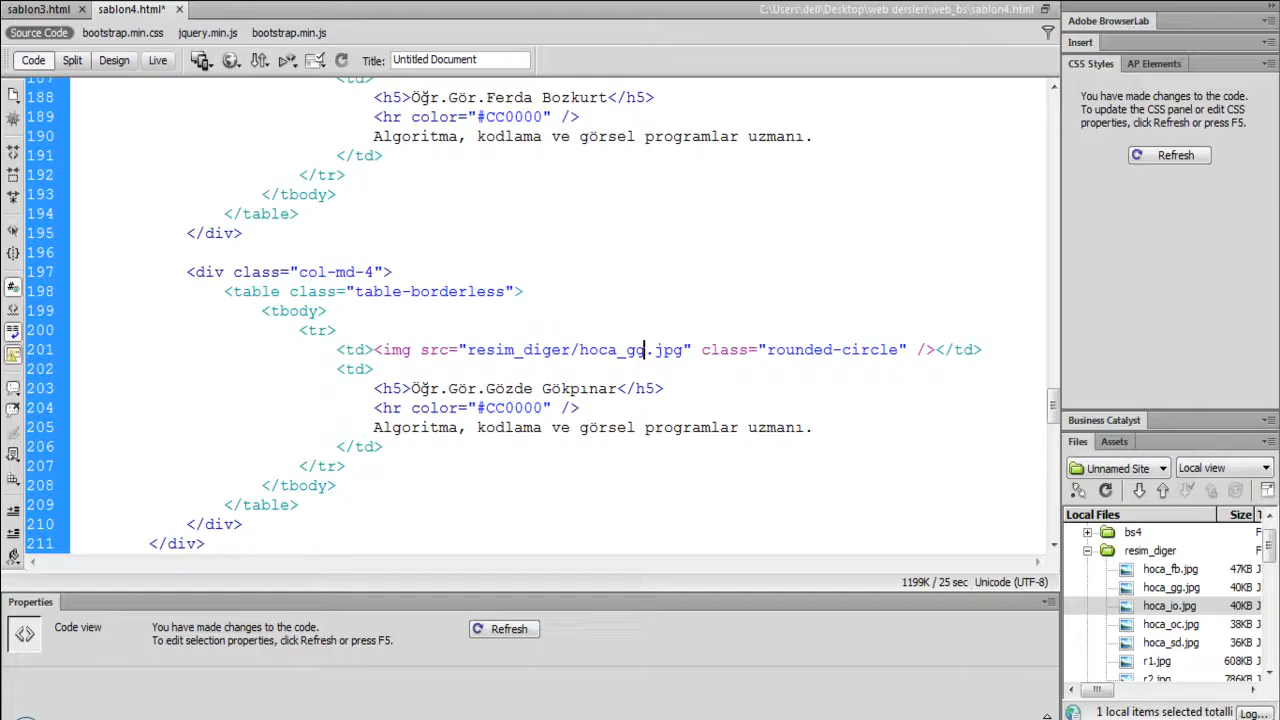 sablon3.html × sablon4.html* × C:\Users\dell\Desktop\web dersleri\web_bs\sablon4.html
Source Code bootstrap.min.css jquery.min.js bootstrap.min.js
Code Split Design Live Title: Untitled Document
187 </td>
188 <h5>Öğr.Gör.Ferda Bozkurt</h5>
189 <hr color="#CC0000" />
190 Algoritma, kodlama ve görsel programlar uzmanı.
191 </td>
192 </tr>
193 </tbody>
194 </table>
195 </div>
196
197 <div class="col-md-4">
198 <table class="table-borderless">
199 <tbody>
200 <tr>
201 <td><img src="resim_diger/hoca_gg.jpg" class="rounded-circle" /></td>
202 <td>
203 <h5>Öğr.Gör.Gözde Gökpınar</h5>
204 <hr color="#CC0000" />
205 Algoritma, kodlama ve görsel programlar uzmanı.
206 </td>
207 </tr>
208 </tbody>
209 </table>
210 </div>
211 </div>
1199K / 25 sec Unicode (UTF-8)
Properties
Code view You have made changes to the code.
To edit selection properties, click Refresh or press F5.
Refresh
Adobe BrowserLab
Insert
CSS Styles AP Elements
You have made changes to the code.
To update the CSS panel or edit CSS
properties, click Refresh or press F5.
Refresh
Business Catalyst
Files Assets
Unnamed Site Local view
Local Files Size T
bs4 F
resim_diger F
hoca_fb.jpg 47KB J
hoca_gg.jpg 40KB J
hoca_io.jpg 40KB J
hoca_oc.jpg 38KB J
hoca_sd.jpg 36KB J
r1.jpg 608KB J
r2.jpg 786KB J
1 local items selected totalli Log...